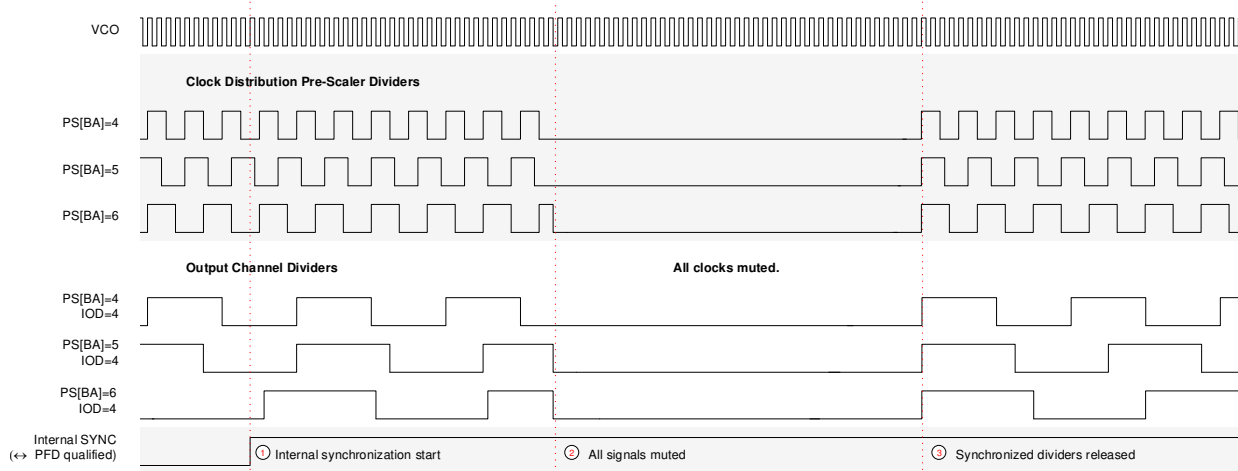 VCO
Clock Distribution Pre-Scaler Dividers
PS[BA]=4
PS[BA]=5
PS[BA]=6
Output Channel Dividers
All clocks muted.
PS[BA]=4
IOD=4
PS[BA]=5
IOD=4
PS[BA]=6
IOD=4
Internal SYNC
(↔ PFD qualified)
① Internal synchronization start
② All signals muted
③ Synchronized dividers released